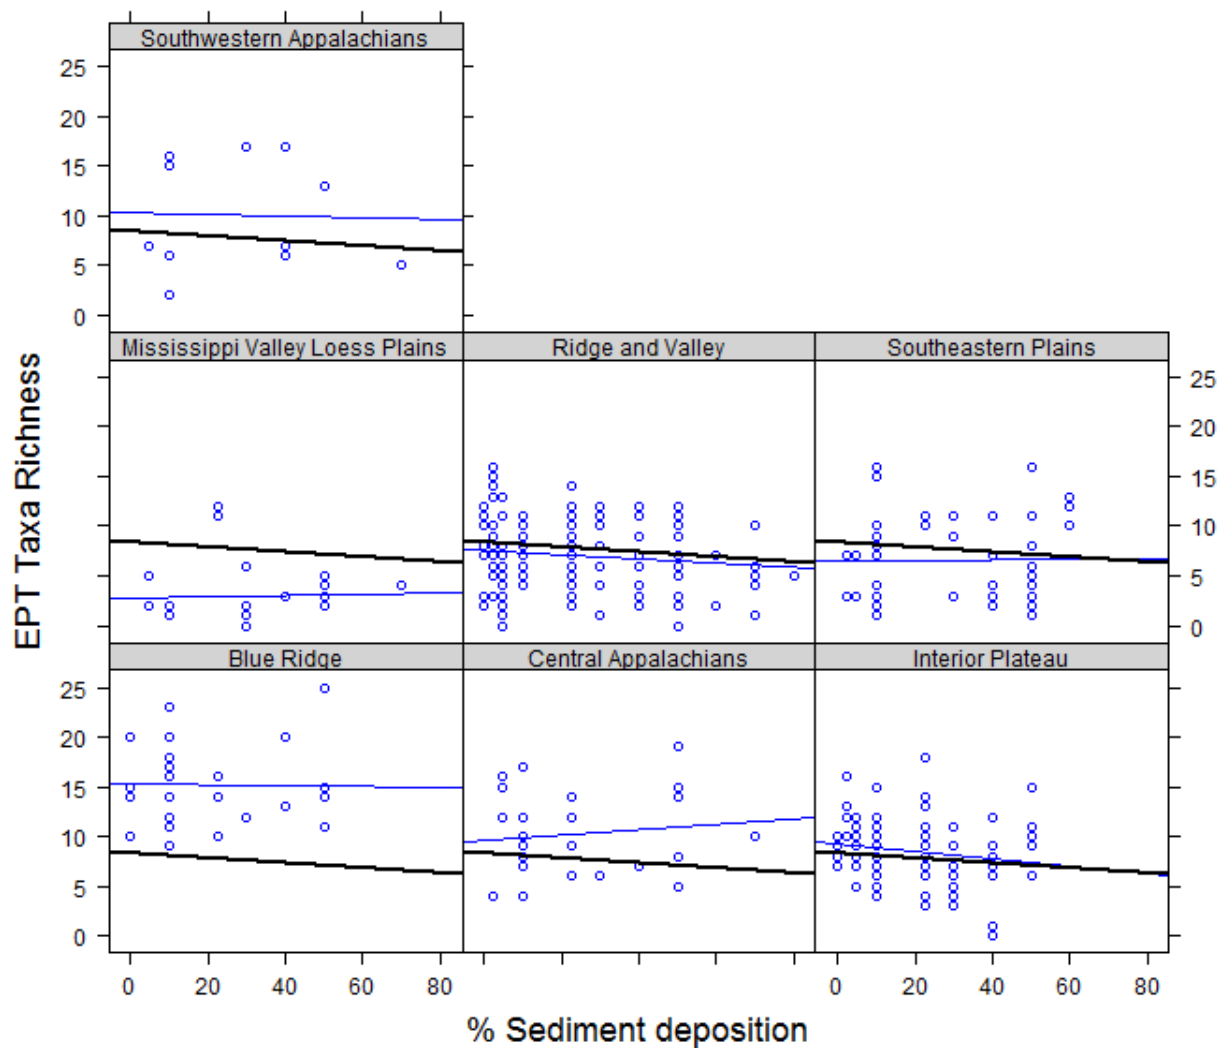 Southwestern Appalachians
25
20
15
10
5
0
Mississippi Valley Loess Plains
Ridge and Valley
Southeastern Plains
25
20
15
10
5
0
Blue Ridge
Central Appalachians
Interior Plateau
25
20
15
10
5
0
0 20 40 60 80
0 20 40 60 80
EPT Taxa Richness
% Sediment deposition